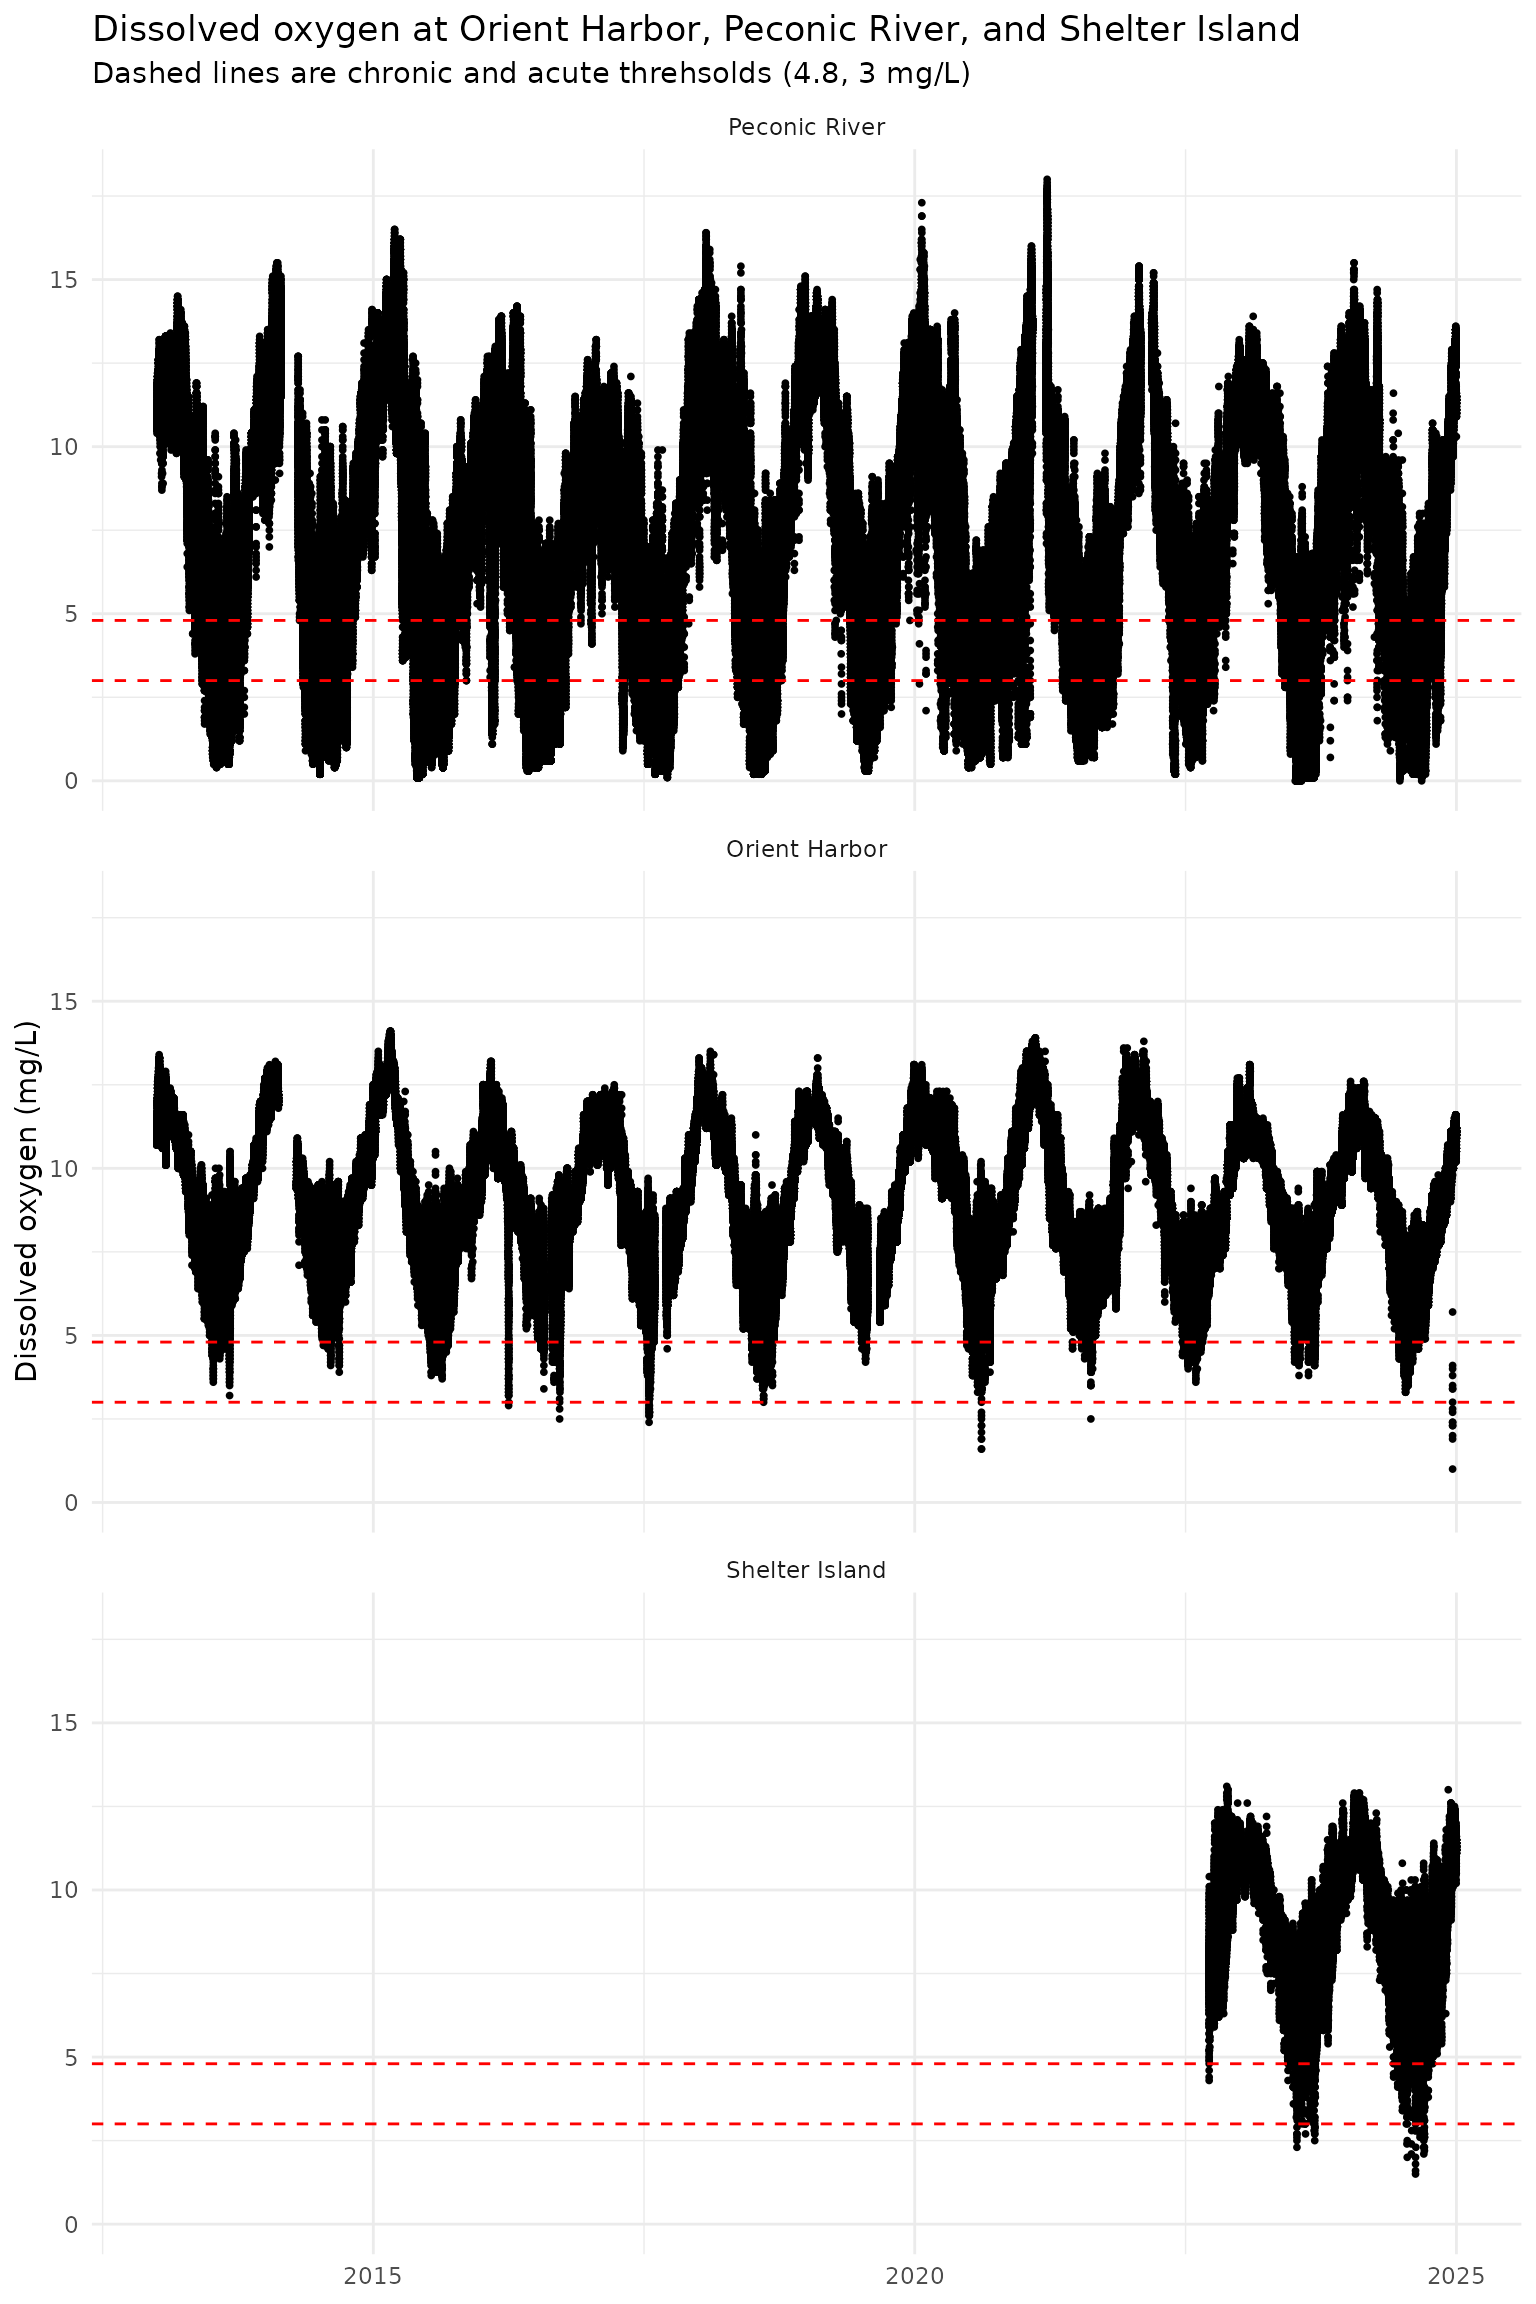 Dissolved oxygen at Orient Harbor, Peconic River, and Shelter Island
Dashed lines are chronic and acute threhsolds (4.8, 3 mg/L)
Peconic River
15
10
5
0
Orient Harbor
15
10
5
0
Dissolved oxygen (mg/L)
Shelter Island
15
10
5
0
2015
2020
2025